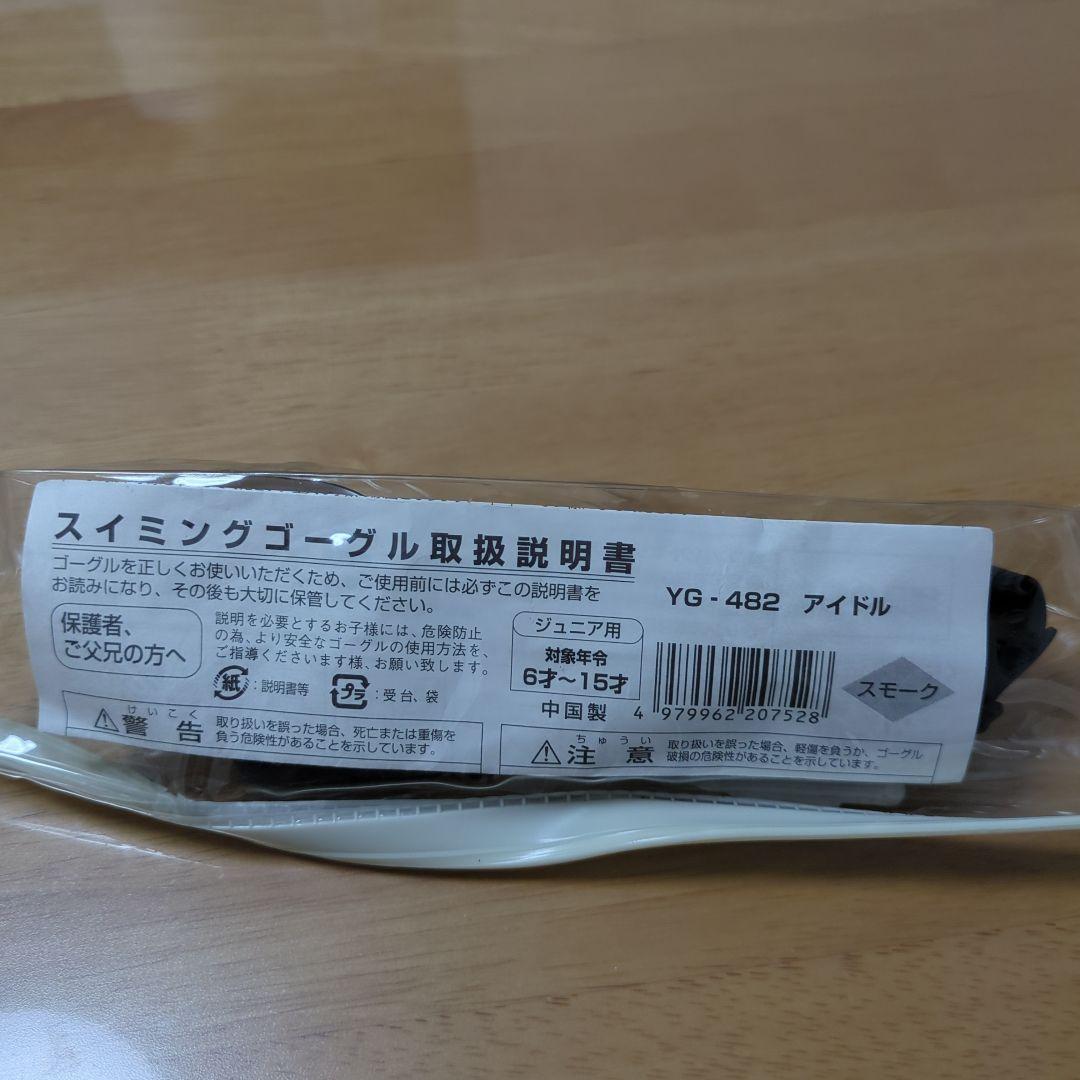 スイミングゴーグル取扱説明書
ゴーグルを正しくお使いいただくため、ご使用前には必ずこの説明書を
お読みになり、その後も大切に保管してください。
YG - 482 アイドル
保護者、
ご父兄の方へ
説明を必要とするお子様には、危険防止
の為、より安全なゴーグルの使用方法を、
ご指導くださいます様、お願い致します。
紙：説明書等 プラ：受台、袋
ジュニア用
対象年令
6才～15才
中国製
4 979962 207528
スモーク
けいこく
警告
取り扱いを誤った場合、死亡または重傷を
負う危険性があることを示しています。
ちゅうい
注意
取り扱いを誤った場合、軽傷を負うか、ゴーグル
破損の危険性があることを示しています。